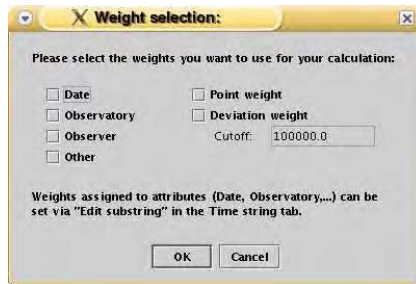 Weight selection:
Please select the weights you want to use for your calculation:
Date
Point weight
Observatory
Deviation weight
Observer
Cutoff: 100000.0
Other
Weights assigned to attributes (Date, Observatory,...) can be
set via "Edit substring" in the Time string tab.
OK Cancel